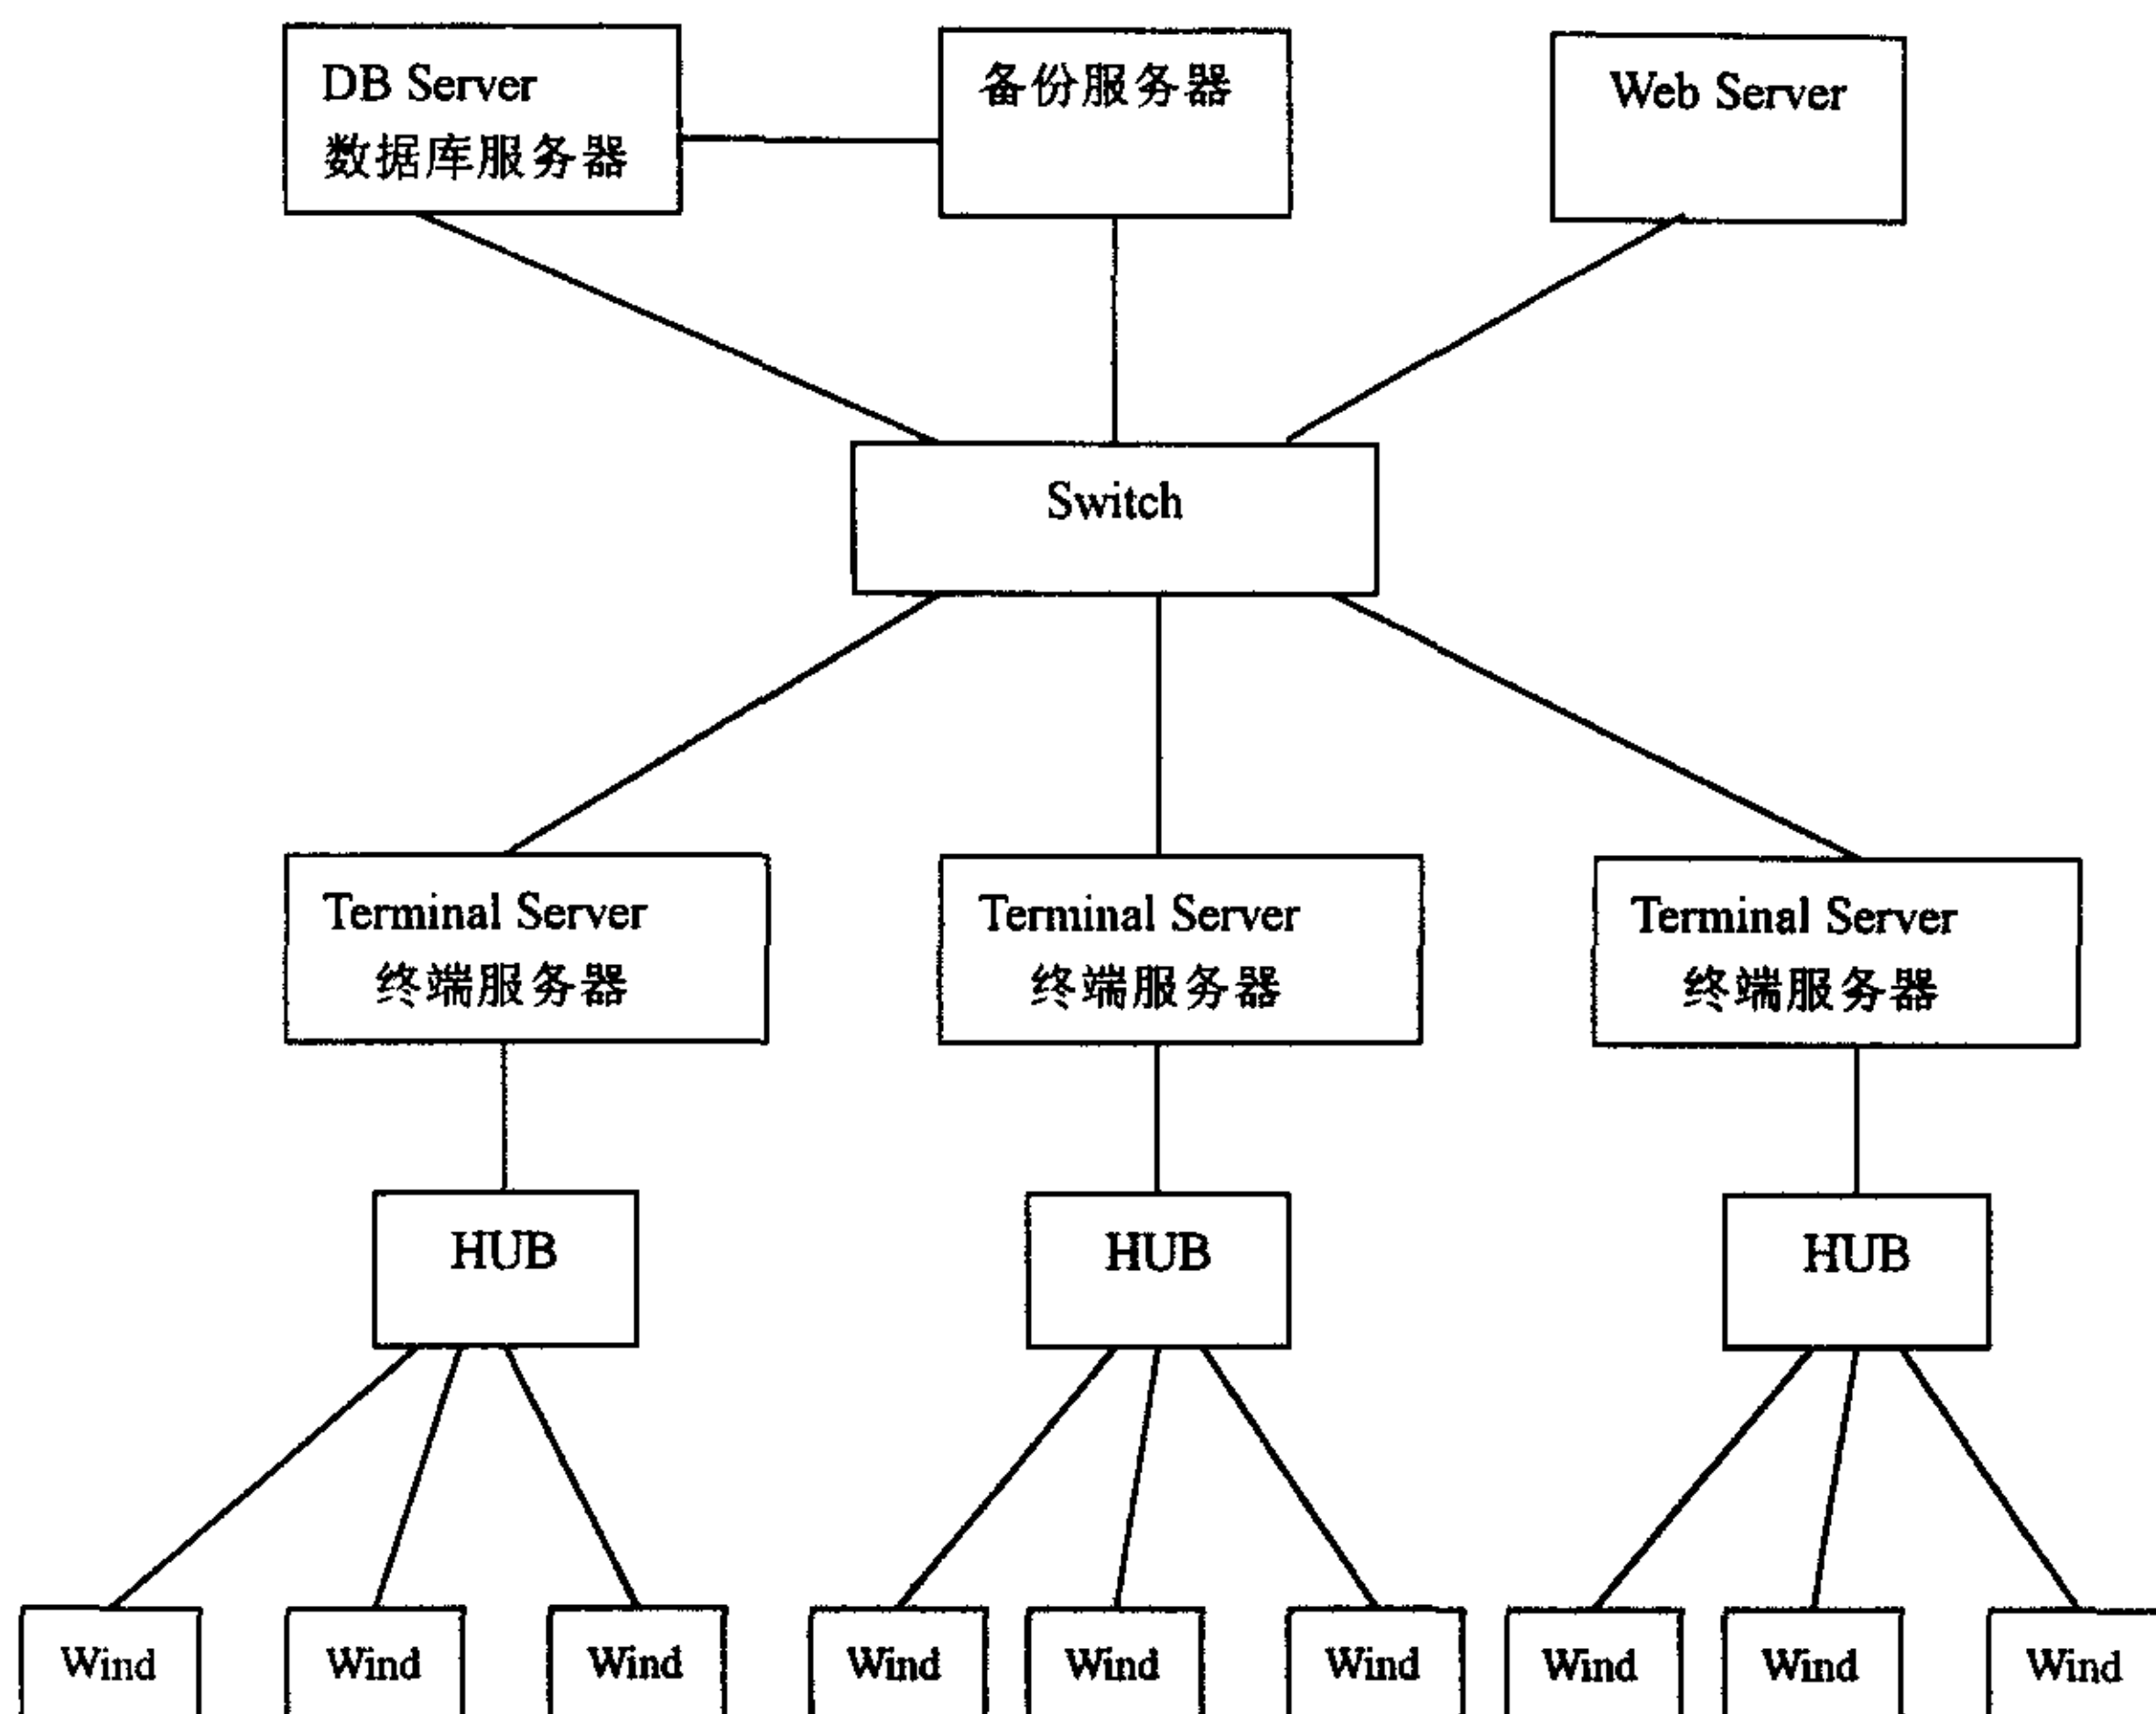 DB Server
数据库服务器
备份服务器
Web Server
Switch
Terminal Server
终端服务器
Terminal Server
终端服务器
Terminal Server
终端服务器
HUB
HUB
HUB
Wind
Wind
Wind
Wind
Wind
Wind
Wind
Wind
Wind